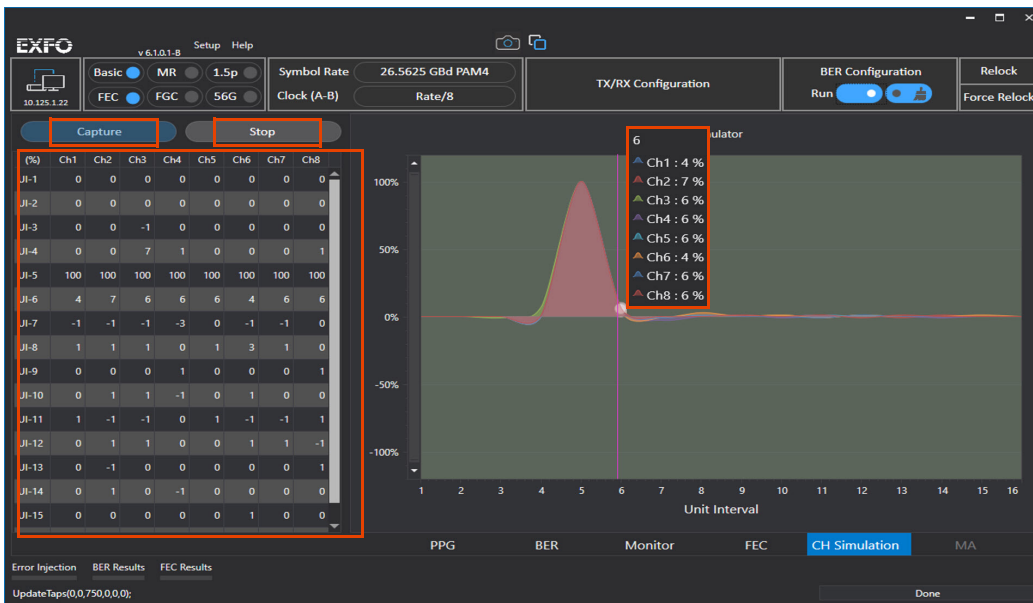 EXFO
v 6.1.0.1-B
Setup Help
10.125.1.22
Basic MR 1.5p
FEC FGC 56G
Symbol Rate 26.5625 GBd PAM4
Clock (A-B) Rate/8
TX/RX Configuration
BER Configuration
Run
Relock
Force Relock
Capture Stop
(%) Ch1 Ch2 Ch3 Ch4 Ch5 Ch6 Ch7 Ch8
UI-1 0 0 0 0 0 0 0 0
UI-2 0 0 0 0 0 0 0 0
UI-3 0 0 -1 0 0 0 0 0
UI-4 0 0 7 1 0 0 0 1
UI-5 100 100 100 100 100 100 100 100
UI-6 4 7 6 6 6 4 6 6
UI-7 -1 -1 -1 -3 0 -1 -1 0
UI-8 1 1 1 0 1 3 1 0
UI-9 0 0 0 1 0 0 0 1
UI-10 0 1 1 -1 0 1 0 0
UI-11 1 -1 -1 0 1 -1 -1 1
UI-12 0 1 1 0 0 1 1 -1
UI-13 0 -1 0 0 0 0 0 1
UI-14 0 1 0 -1 0 0 0 0
UI-15 0 0 0 0 0 1 0 0
ulator
6
Ch1 : 4 %
Ch2 : 7 %
Ch3 : 6 %
Ch4 : 6 %
Ch5 : 6 %
Ch6 : 4 %
Ch7 : 6 %
Ch8 : 6 %
100%
50%
0%
-50%
-100%
1 2 3 4 5 6 7 8 9 10 11 12 13 14 15 16
Unit Interval
PPG BER Monitor FEC CH Simulation MA
Error Injection BER Results FEC Results
UpdateTaps(0,0,750,0,0,0);
Done